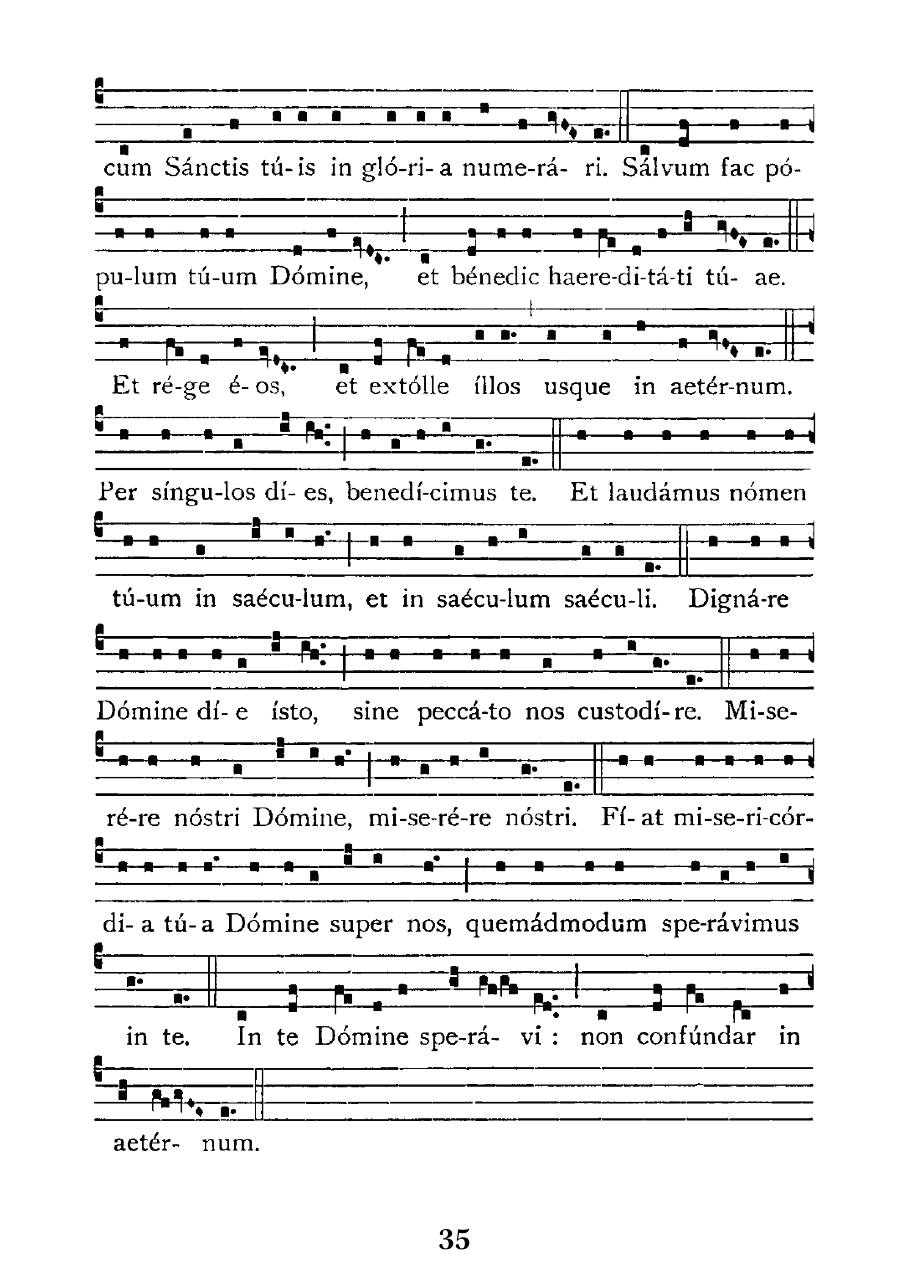 cum Sánctis tú-is in gló-ri-a nume-rá- ri. Sálvum fac pó-
pu-lum tú-um Dómine, et bénedic haere-di-tá-ti tú- ae.
Et ré-ge é-os, et extólle íllos usque in aetér-num.
Per síngu-los dí- es, benedí-cimus te. Et laudámus nómen
tú-um in saécu-lum, et in saécu-lum saécu-li. Digná-re
Dómine dí- e ísto, sine peccá-to nos custodí-re. Mi-se-
ré-re nóstri Dómine, mi-se-ré-re nóstri. Fí- at mi-se-ri-cór-
di- a tú-a Dómine super nos, quemádmodum spe-rávimus
in te. In te Dómine spe-rá- vi : non confúndar in
aetér- num.
35